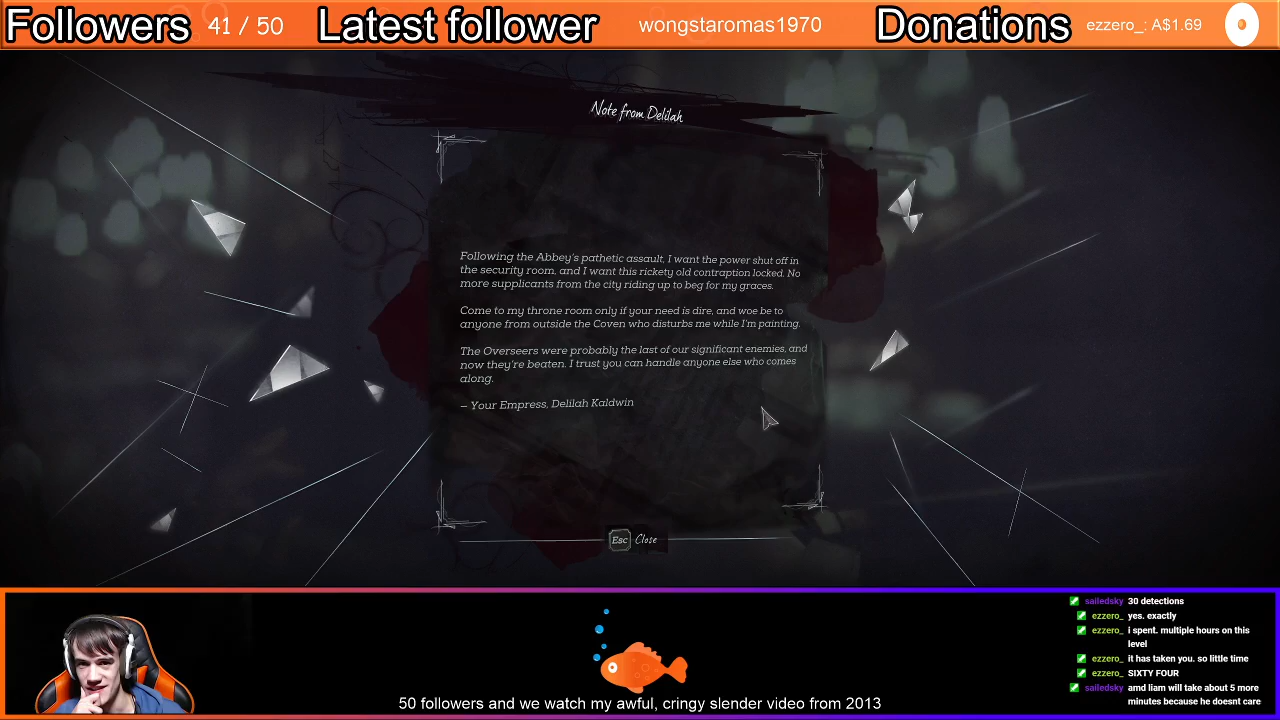 Followers 41 / 50 Latest follower wongstaromas1970 Donations ezzero_: A$1.69
Note from Delilah
Following the Abbey's pathetic assault, I want the power shut off in
the security room, and I want this rickety old contraption locked. No
more supplicants from the city riding up to beg for my graces.
Come to my throne room only if your need is dire, and woe be to
anyone from outside the Coven who disturbs me while I'm painting.
The Overseers were probably the last of our significant enemies, and
now they're beaten. I trust you can handle anyone else who comes
along.
– Your Empress, Delilah Kaldwin
Esc Close
sailedsky 30 detections
ezzero_ yes. exactly
ezzero_ i spent. multiple hours on this
level
ezzero_ it has taken you. so little time
ezzero_ SIXTY FOUR
sailedsky amd liam will take about 5 more
minutes because he doesnt care
50 followers and we watch my awful, cringy slender video from 2013